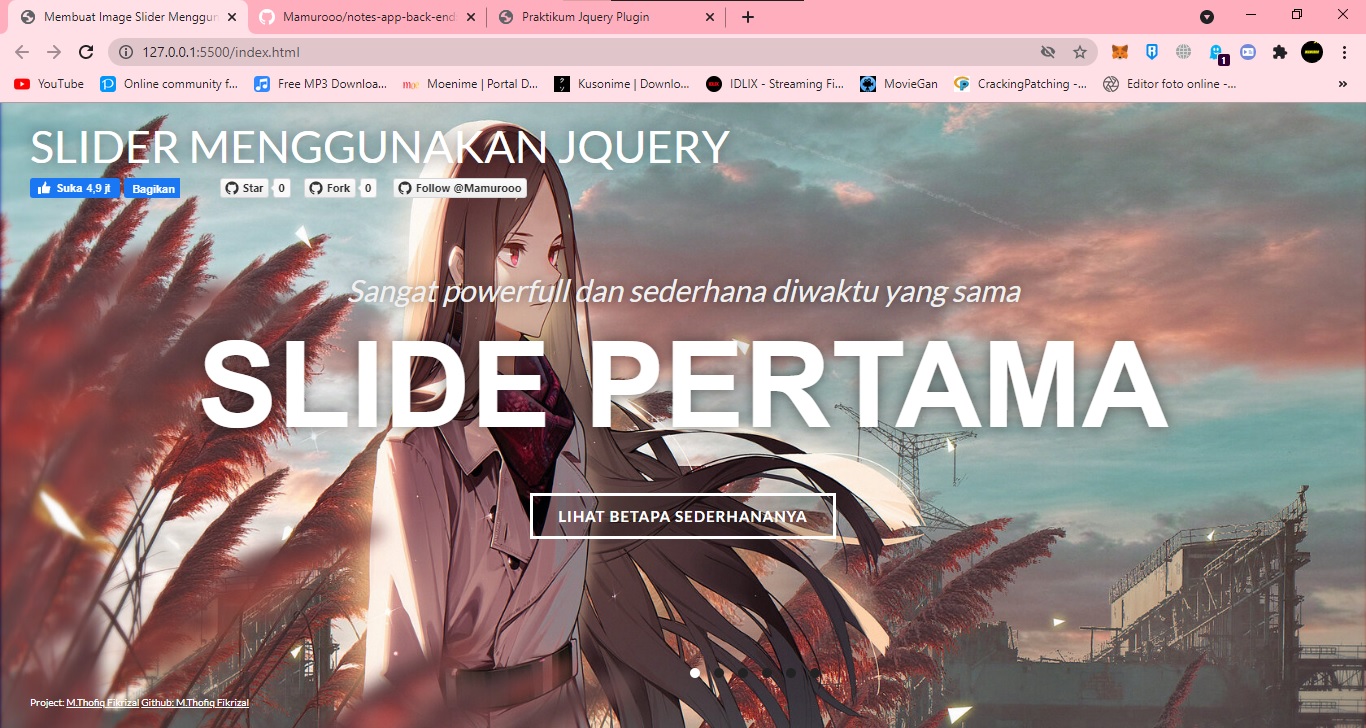 Membuat Image Slider Menggun
Mamurooo/notes-app-back-end
Praktikum Jquery Plugin
127.0.0.1:5500/index.html
1
YouTube
Online community f...
Free MP3 Downloa...
Moenime | Portal D...
Kusonime | Downlo...
IDLIX - Streaming Fi...
MovieGan
CrackingPatching -...
Editor foto online -...
SLIDER MENGGUNAKAN JQUERY
Suka 4,9 jt Bagikan Star 0 Fork 0 Follow @Mamurooo
Sangat powerfull dan sederhana diwaktu yang sama
SLIDE PERTAMA
LIHAT BETAPA SEDERHANANYA
Project: M.Thofiq Fikrizal Github: M.Thofiq Fikrizal